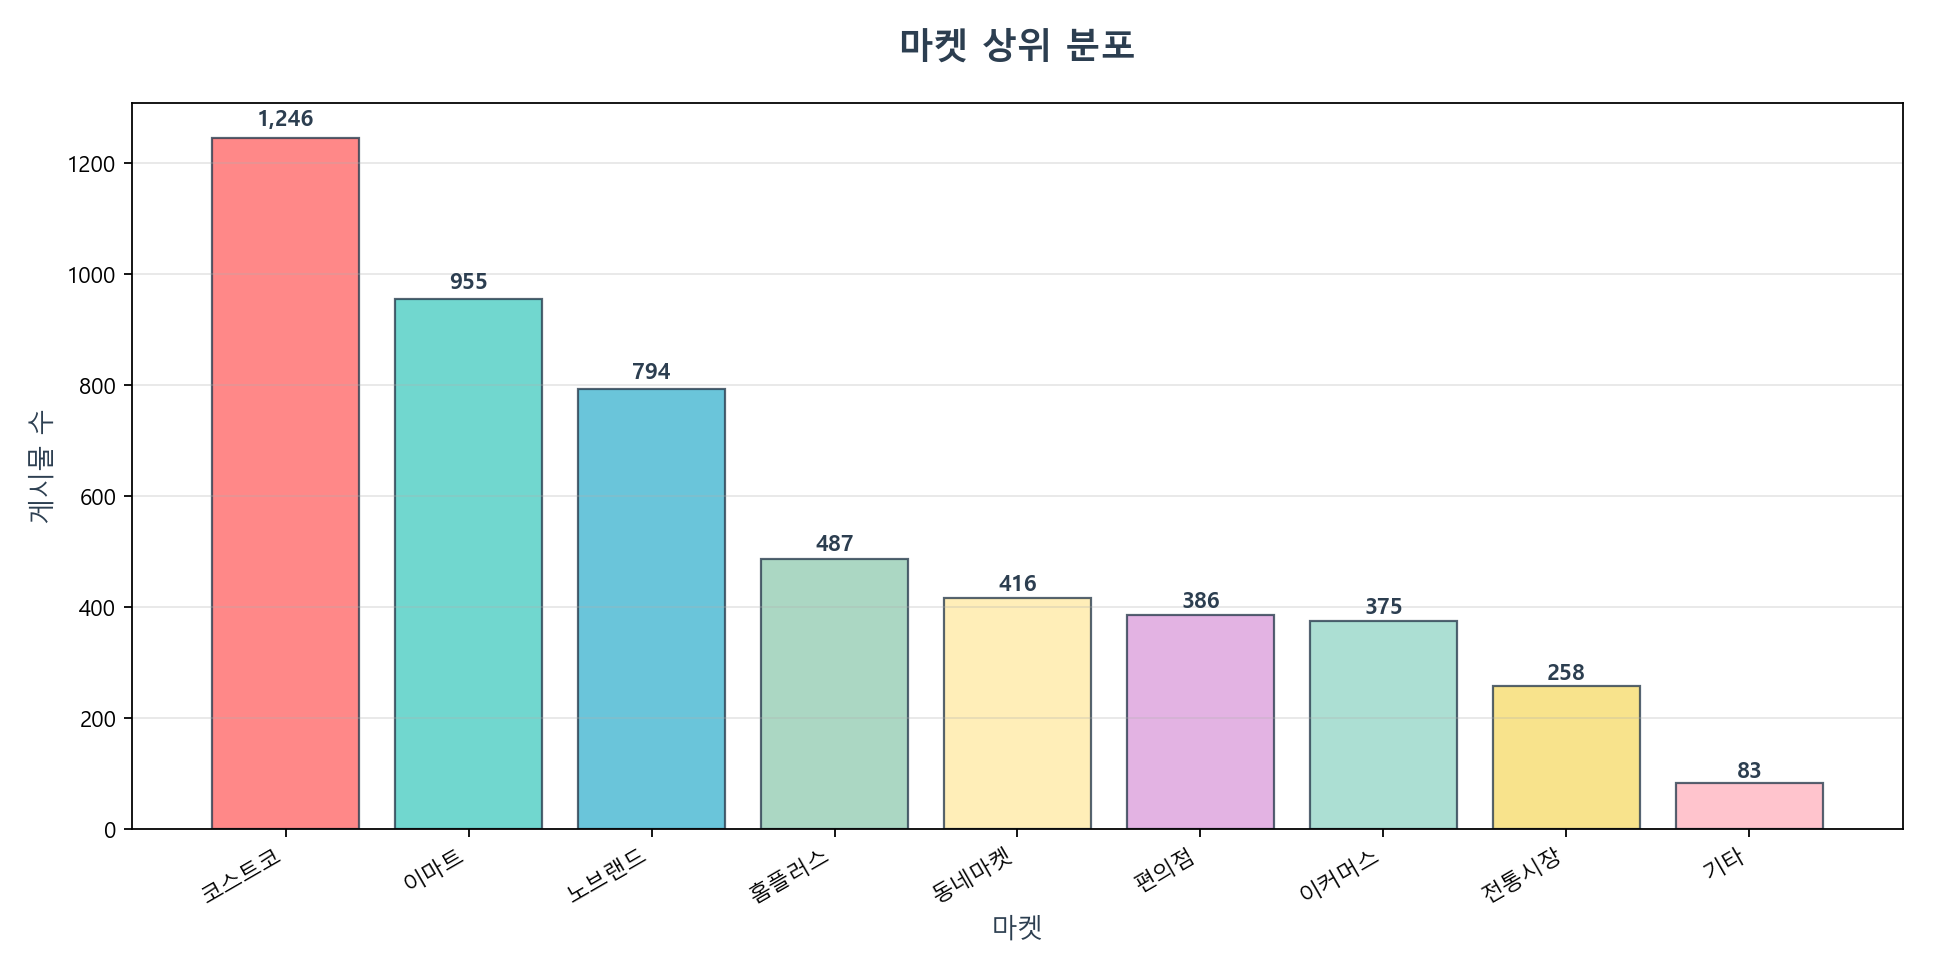 마켓 상위 분포
게시물 수
1200
1000
800
600
400
200
0
1,246
955
794
487
416
386
375
258
83
코스트코
이마트
노브랜드
홈플러스
동네마켓
편의점
이커머스
전통시장
기타
마켓